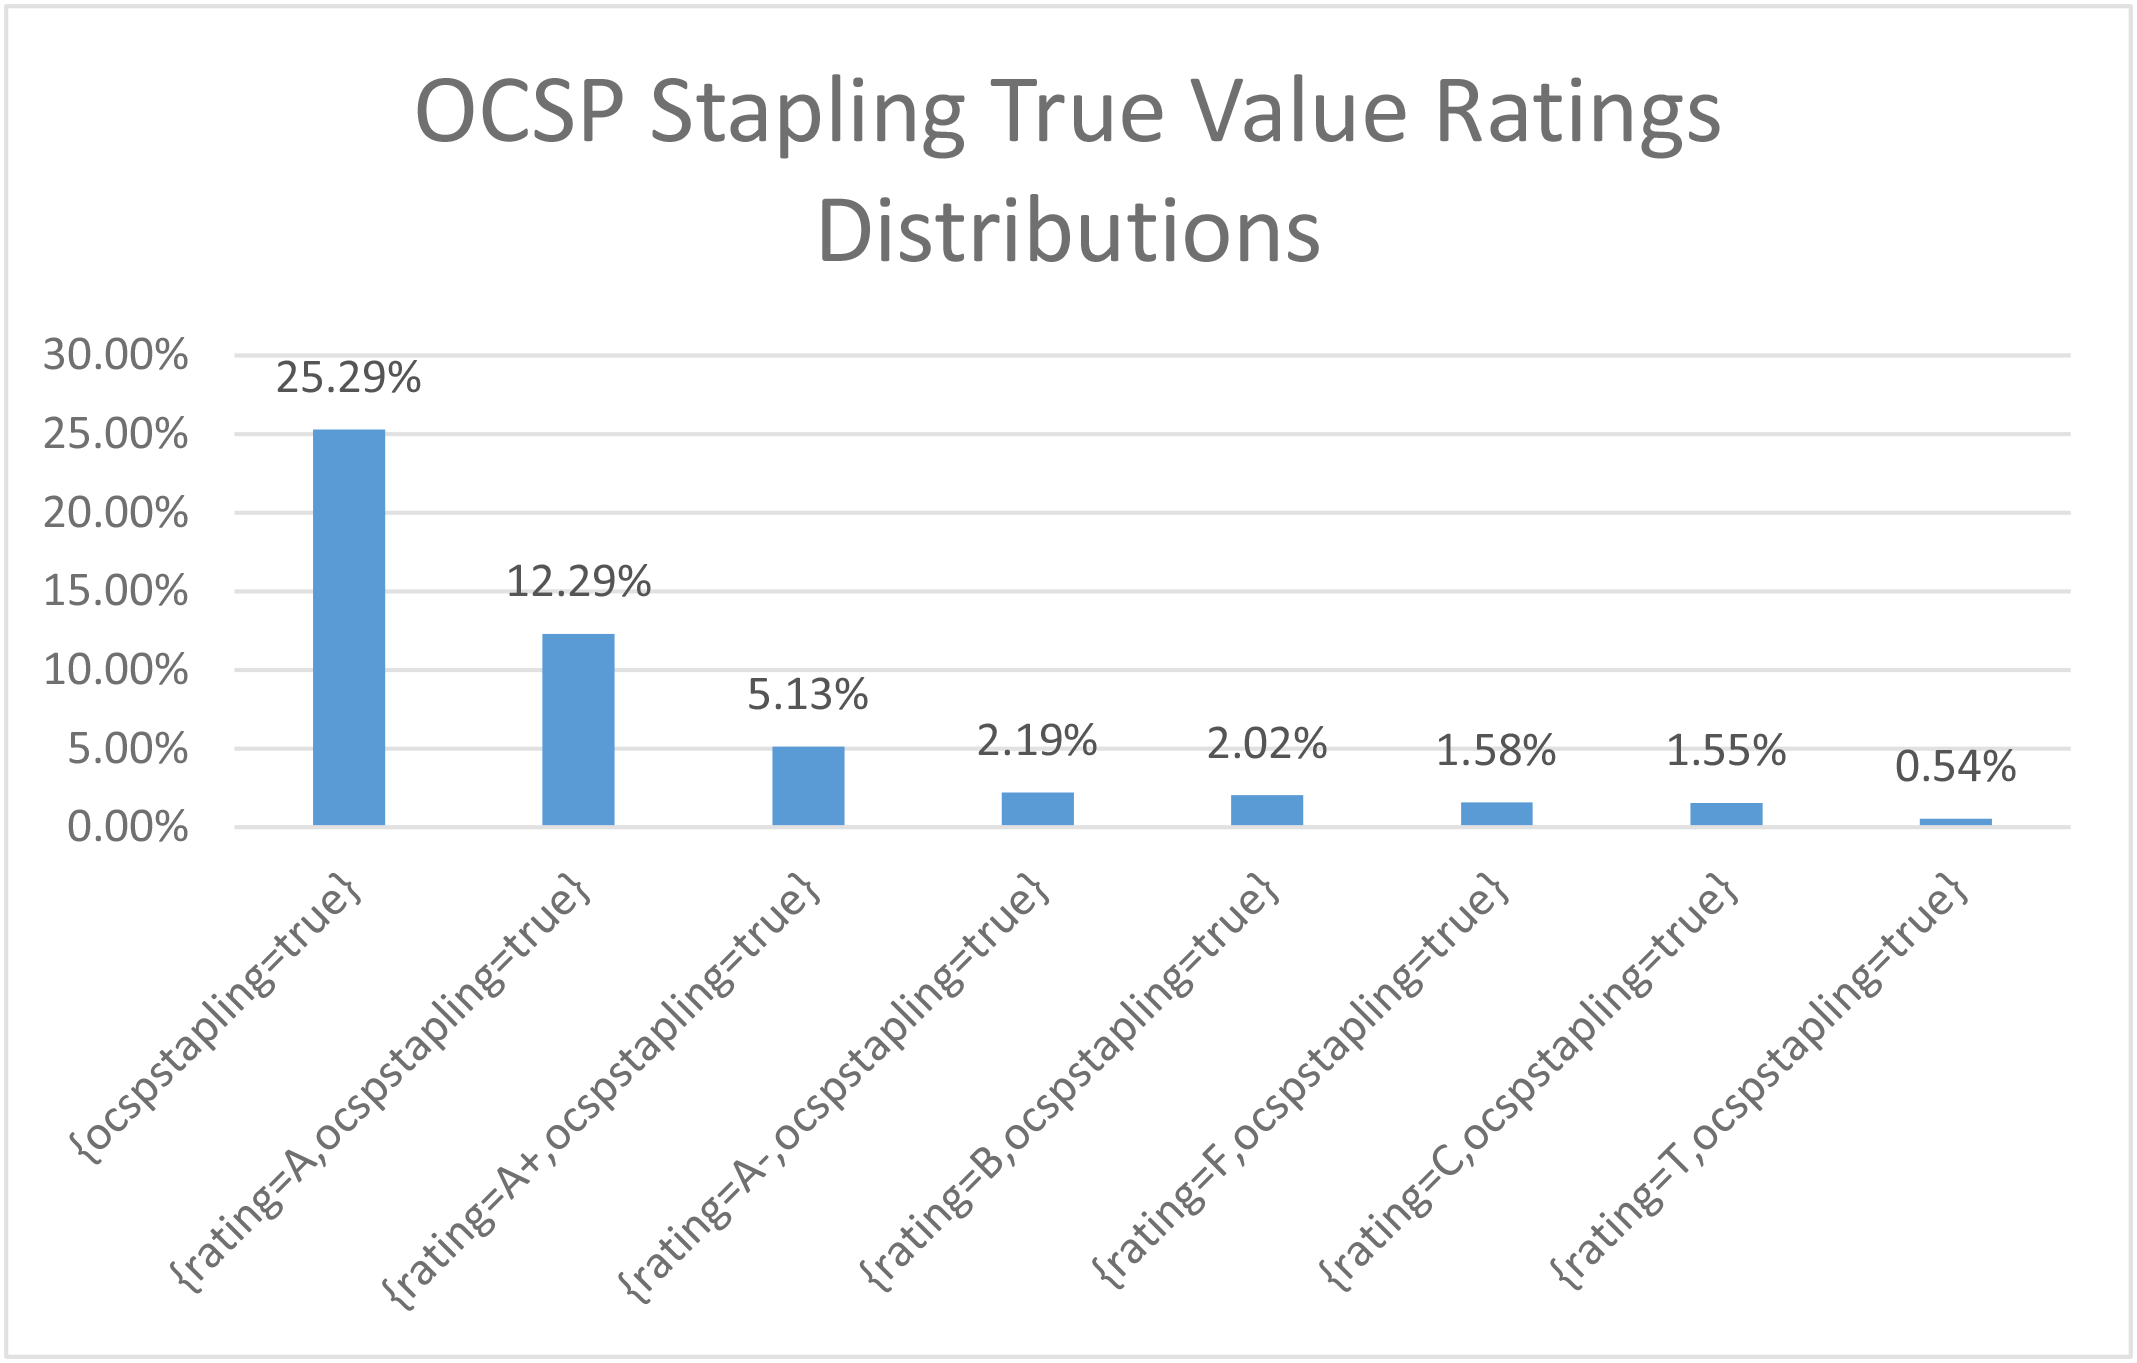 OCSP Stapling True Value Ratings
Distributions
30.00%
25.00%
20.00%
15.00%
10.00%
5.00%
0.00%
25.29%
12.29%
5.13%
2.19%
2.02%
1.58%
1.55%
0.54%
{ocspstapling=true}
{rating=A,ocspstapling=true}
{rating=A+,ocspstapling=true}
{rating=A-,ocspstapling=true}
{rating=B,ocspstapling=true}
{rating=F,ocspstapling=true}
{rating=C,ocspstapling=true}
{rating=T,ocspstapling=true}